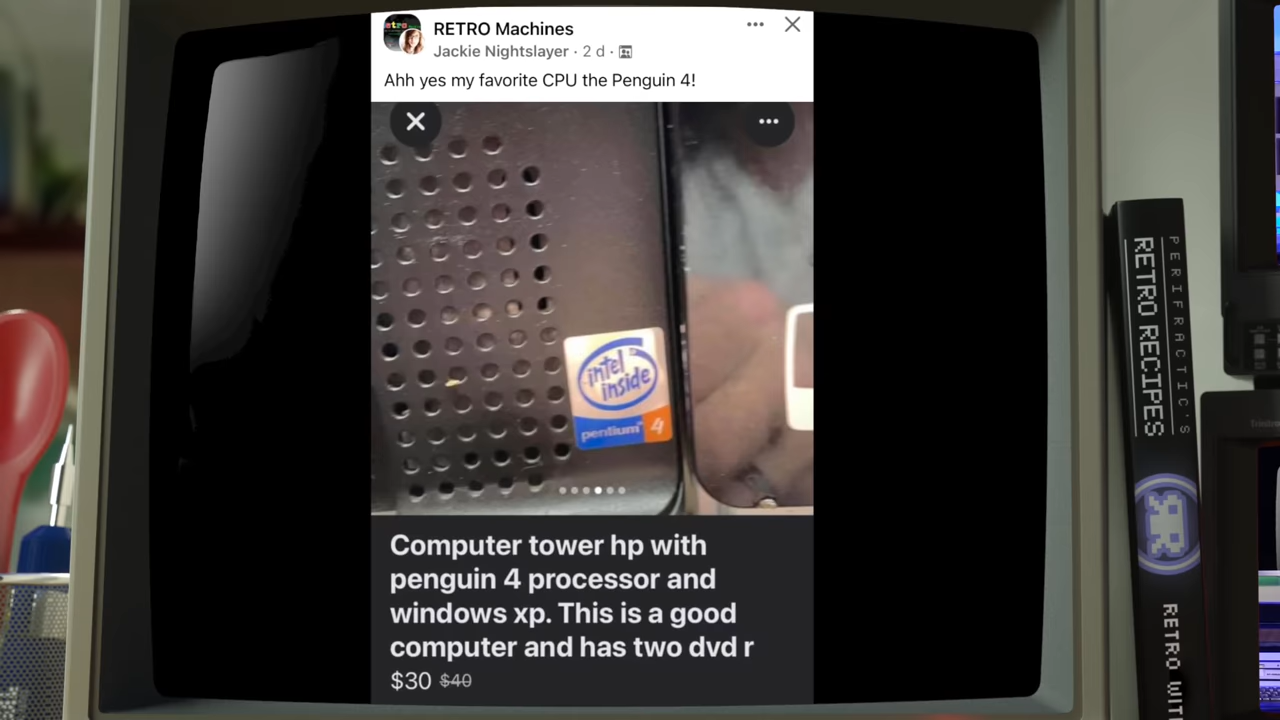 RETRO Machines
Jackie Nightslayer · 2 d ·
Ahh yes my favorite CPU the Penguin 4!
intel
inside
pentium 4
Computer tower hp with
penguin 4 processor and
windows xp. This is a good
computer and has two dvd r
$30 $40
PERIFRACTIC'S
RETRO RECIPES
RETRO WIT